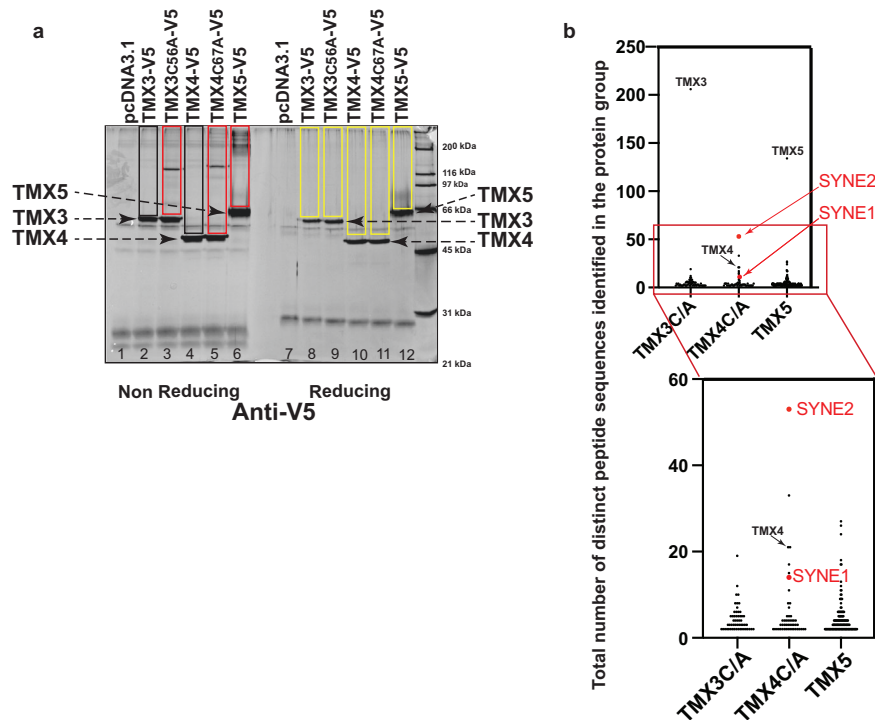 a
pcDNA3.1
TMX3-V5
TMX3C56A-V5
TMX4-V5
TMX4C67A-V5
TMX5-V5
pcDNA3.1
TMX3-V5
TMX3C56A-V5
TMX4-V5
TMX4C67A-V5
TMX5-V5
200 kDa
116 kDa
97 kDa
66 kDa
45 kDa
31 kDa
21 kDa
TMX5
TMX3
TMX4
TMX5
TMX3
TMX4
1 2 3 4 5 6 7 8 9 10 11 12
Non Reducing
Reducing
Anti-V5
b
Total number of distinct peptide sequences identified in the protein group
250
200
150
100
50
0
TMX3
TMX5
TMX4
SYNE2
SYNE1
TMX3C/A
TMX4C/A
TMX5
60
40
20
0
SYNE2
TMX4
SYNE1
TMX3C/A
TMX4C/A
TMX5